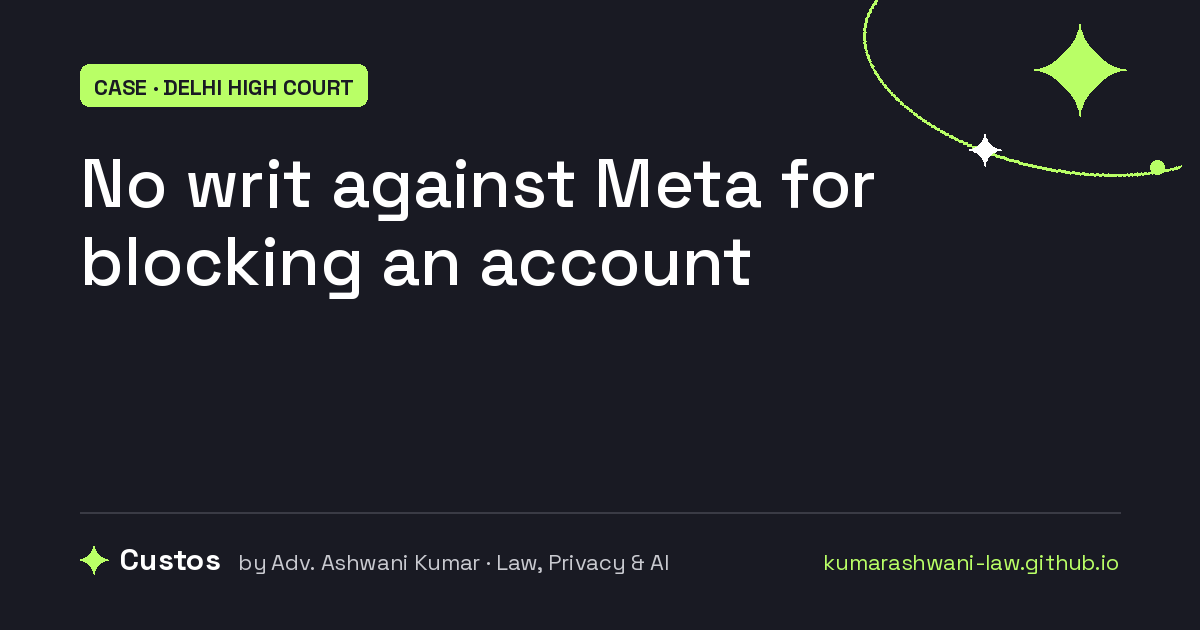 CASE · DELHI HIGH COURT
No writ against Meta for
blocking an account
Custos by Adv. Ashwani Kumar · Law, Privacy & AI
kumarashwani-law.github.io